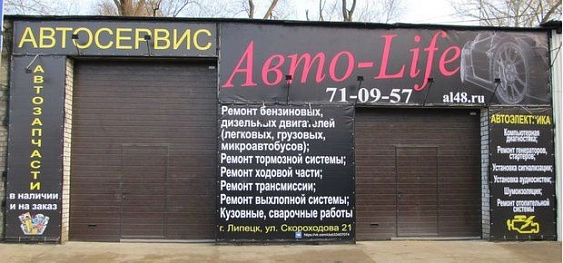 АВТОСЕРВИС
Авто-Life
71-09-57
al48.ru
АВТОЗАПЧАСТИ
в наличии
и на заказ
Ремонт бензиновых,
дизельных двигателей
(легковых, грузовых,
микроавтобусов);
Ремонт тормозной системы;
Ремонт ходовой части;
Ремонт трансмиссии;
Ремонт выхлопной системы;
Кузовные, сварочные работы
г. Липецк, ул. Скороходова 21
АВТОЭЛЕКТРИКА
Компьютерная
диагностика;
Ремонт генераторов,
стартеров;
Установка сигнализации;
Установка аудиосистем;
Шумоизоляция;
Ремонт отопительной
системы